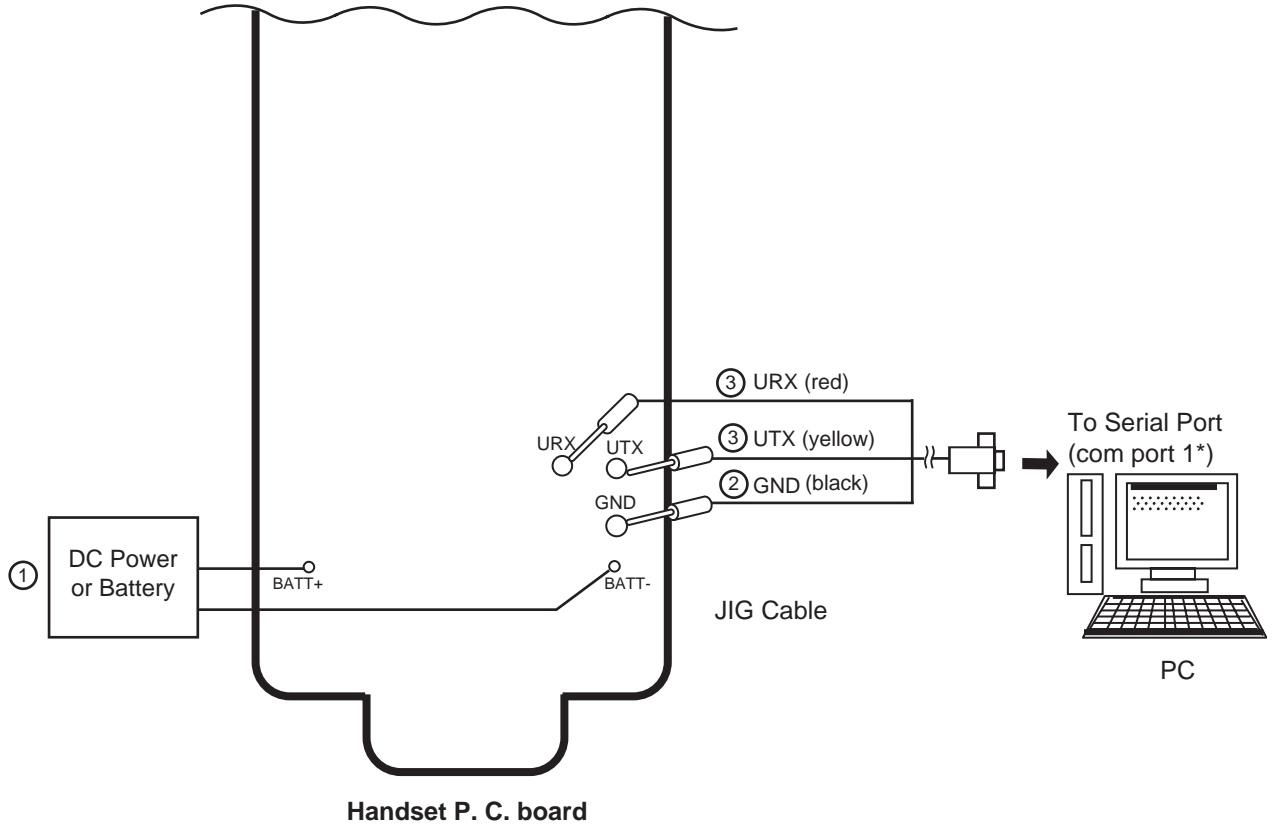 ③ URX (red)
To Serial Port
(com port 1*)
URX
UTX
③ UTX (yellow)
② GND (black)
GND
①
DC Power
or Battery
BATT+
BATT-
JIG Cable
PC
Handset P. C. board